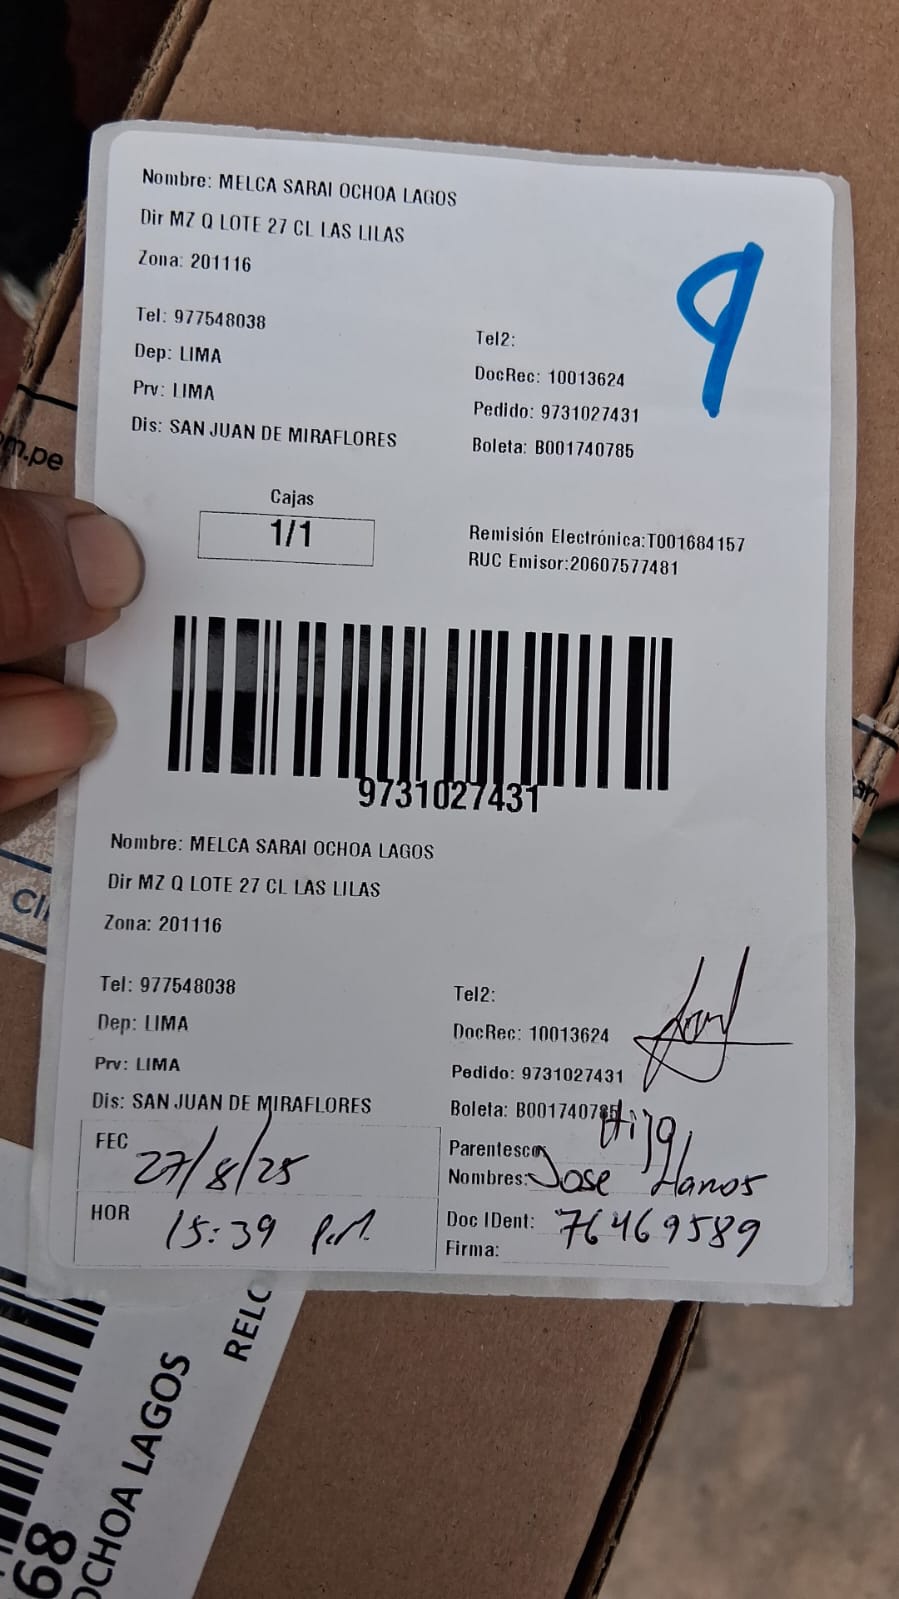 Nombre: MELCA SARAI OCHOA LAGOS
Dir MZ Q LOTE 27 CL LAS LILAS
Zona: 201116
9
Tel: 977548038
Tel2:
Dep: LIMA
DocRec: 10013624
Prv: LIMA
Pedido: 9731027431
Dis: SAN JUAN DE MIRAFLORES
Boleta: B001740785
Cajas
1/1
Remisión Electrónica:T001684157
RUC Emisor:20607577481
9731027431
Nombre: MELCA SARAI OCHOA LAGOS
Dir MZ Q LOTE 27 CL LAS LILAS
Zona: 201116
Tel: 977548038
Tel2:
Dep: LIMA
DocRec: 10013624
Prv: LIMA
Pedido: 9731027431
Dis: SAN JUAN DE MIRAFLORES
Boleta: B001740785
FEC 27/8/25
Parentesco: Hijo
Nombres: Jose Llanos
HOR 15:39 P.M.
Doc IDent: 76469589
Firma:
OCHOA LAGOS